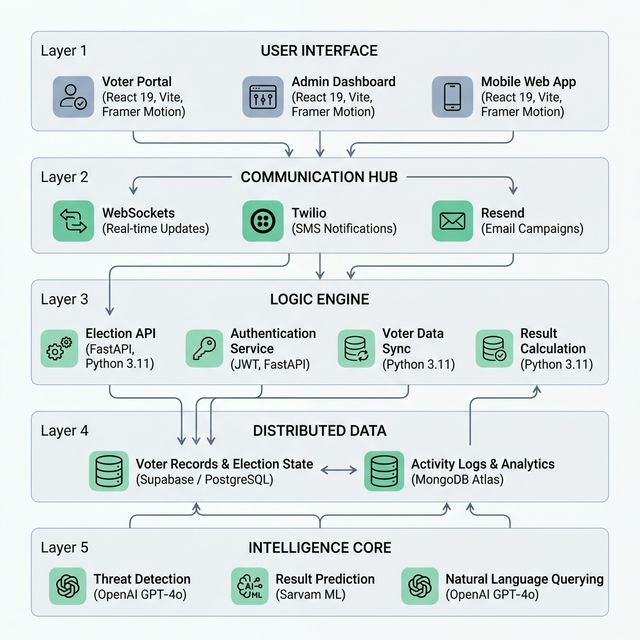 Layer 1
USER INTERFACE
Voter Portal
(React 19, Vite,
Framer Motion)
Admin Dashboard
(React 19, Vite,
Framer Motion)
Mobile Web App
(React 19, Vite,
Framer Motion)
Layer 2
COMMUNICATION HUB
WebSockets
(Real-time Updates)
Twilio
(SMS Notifications)
Resend
(Email Campaigns)
Layer 3
LOGIC ENGINE
Election API
(FastAPI,
Python 3.11)
Authentication
Service
(JWT, FastAPI)
Voter Data
Sync
(Python 3.11)
Result
Calculation
(Python 3.11)
Layer 4
DISTRIBUTED DATA
Voter Records & Election State
(Supabase / PostgreSQL)
Activity Logs & Analytics
(MongoDB Atlas)
Layer 5
INTELLIGENCE CORE
Threat Detection
(OpenAI GPT-4o)
AI
ML
Result Prediction
(Sarvam ML)
Natural Language Querying
(OpenAI GPT-4o)